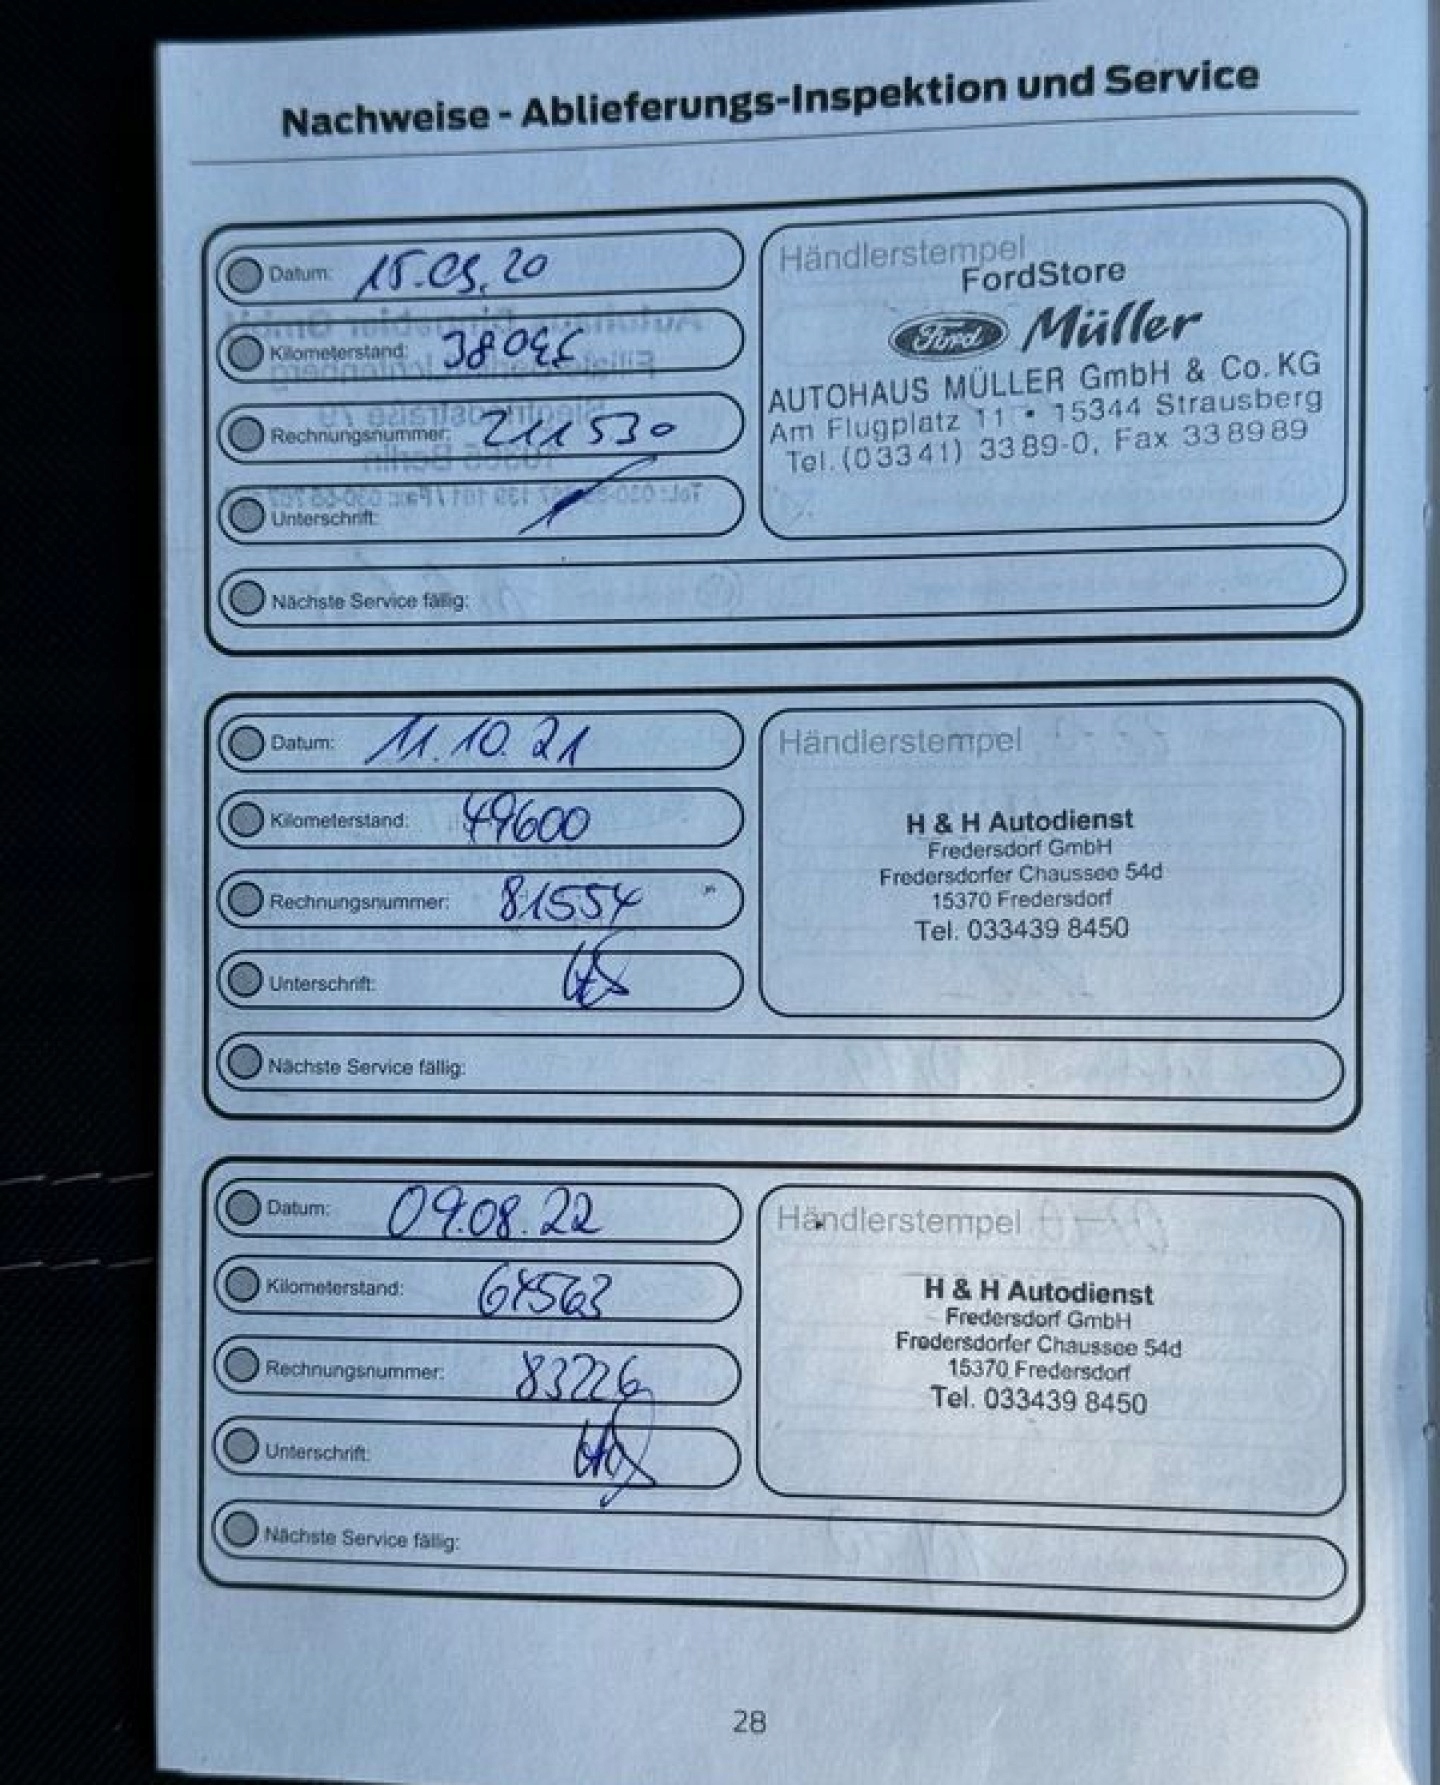 Nachweise - Ablieferungs-Inspektion und Service
Datum: 15.09.20
Kilometerstand:
Rechnungsnummer: 211530
Unterschrift:
Nächste Service fällig:
Händlerstempel
FordStore
Ford Müller
AUTOHAUS MÜLLER GmbH & Co. KG
Am Flugplatz 11 • 15344 Strausberg
Tel. (03341) 3389-0, Fax 338989
Datum: 11.10.21
Kilometerstand: 49600
Rechnungsnummer: 81554
Unterschrift:
Nächste Service fällig:
Händlerstempel
H & H Autodienst
Fredersdorf GmbH
Fredersdorfer Chaussee 54d
15370 Fredersdorf
Tel. 033439 8450
Datum: 09.08.22
Kilometerstand: 64563
Rechnungsnummer: 83226
Unterschrift:
Nächste Service fällig:
Händlerstempel
H & H Autodienst
Fredersdorf GmbH
Fredersdorfer Chaussee 54d
15370 Fredersdorf
Tel. 033439 8450
28